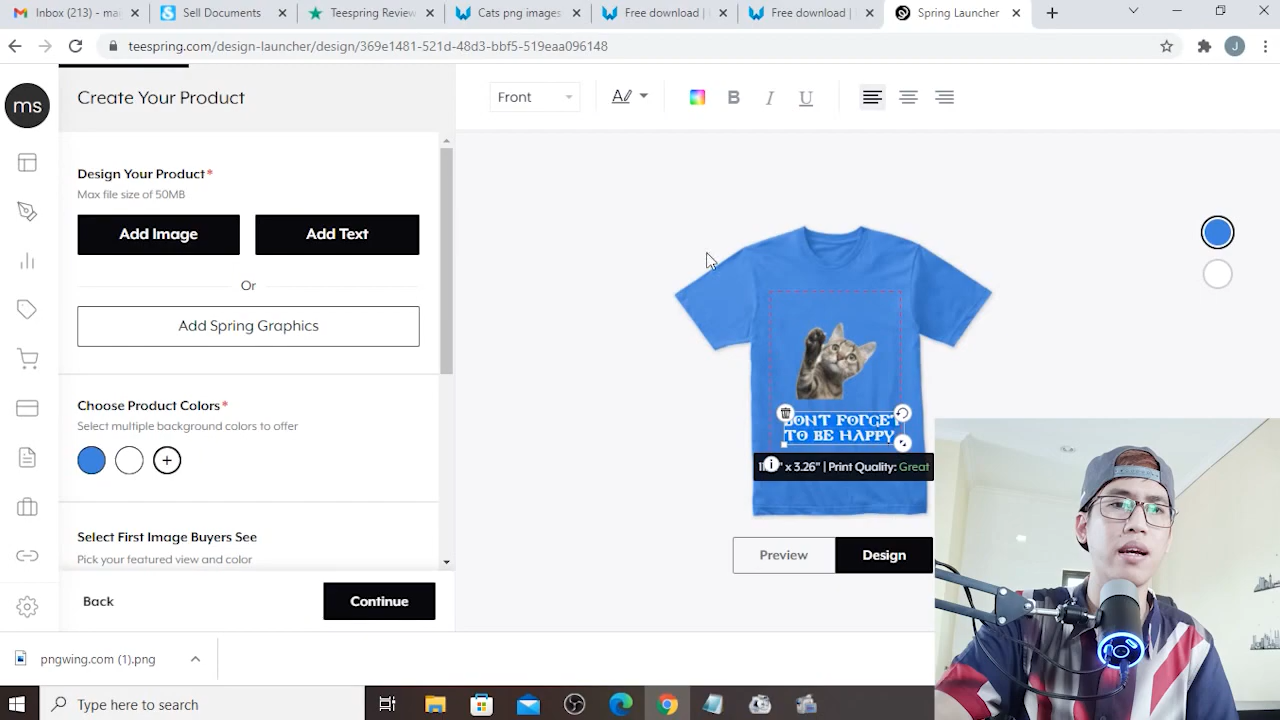 Inbox (213) - mai
Sell Documents
Teespring Review
Cats png images
Free download |
Free download |
Spring Launcher
teespring.com/design-launcher/design/369e1481-521d-48d3-bbf5-519eaa096148
J
ms
Create Your Product
Front
B
I
U
Design Your Product*
Max file size of 50MB
Add Image
Add Text
Or
Add Spring Graphics
Choose Product Colors*
Select multiple background colors to offer
Select First Image Buyers See
Pick your featured view and color
Back
Continue
DON'T FORGET
TO BE HAPPY
x 3.26" | Print Quality: Great
Preview
Design
pngwing.com (1).png
Type here to search